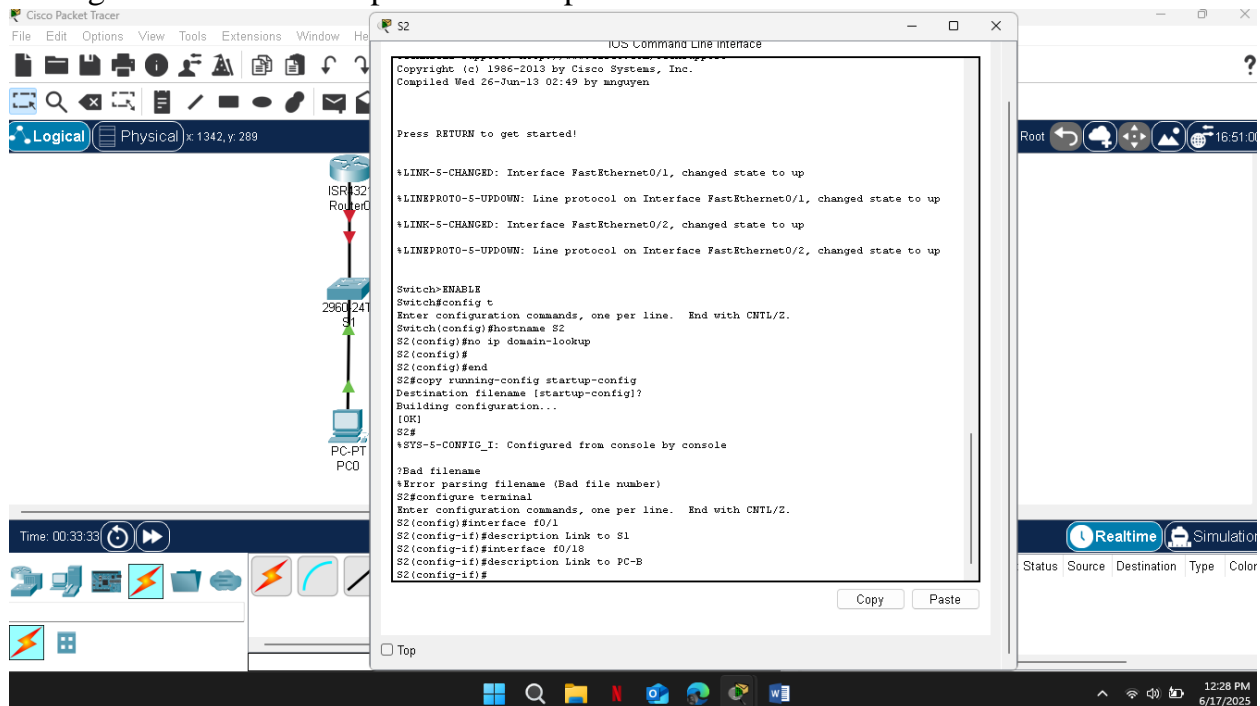 Cisco Packet Tracer
File Edit Options View Tools Extensions Window He
?
Logical Physical x: 1342, y: 289
Root 16:51:00
ISR432
Router0
2960-24T
S1
PC-PT
PC0
S2
IOS Command Line Interface
Copyright (c) 1986-2013 by Cisco Systems, Inc.
Compiled Wed 26-Jun-13 02:49 by mnguyen
Press RETURN to get started!
%LINK-5-CHANGED: Interface FastEthernet0/1, changed state to up
%LINEPROTO-5-UPDOWN: Line protocol on Interface FastEthernet0/1, changed state to up
%LINK-5-CHANGED: Interface FastEthernet0/2, changed state to up
%LINEPROTO-5-UPDOWN: Line protocol on Interface FastEthernet0/2, changed state to up
Switch>ENABLE
Switch#config t
Enter configuration commands, one per line. End with CNTL/Z.
Switch(config)#hostname S2
S2(config)#no ip domain-lookup
S2(config)#
S2(config)#end
S2#copy running-config startup-config
Destination filename [startup-config]?
Building configuration...
[OK]
S2#
%SYS-5-CONFIG_I: Configured from console by console
?Bad filename
%Error parsing filename (Bad file number)
S2#configure terminal
Enter configuration commands, one per line. End with CNTL/Z.
S2(config)#interface f0/1
S2(config-if)#description Link to S1
S2(config-if)#interface f0/18
S2(config-if)#description Link to PC-B
S2(config-if)#
Copy Paste
Top
Time: 00:33:33
Realtime Simulation
Status Source Destination Type Color
12:28 PM
6/17/2025